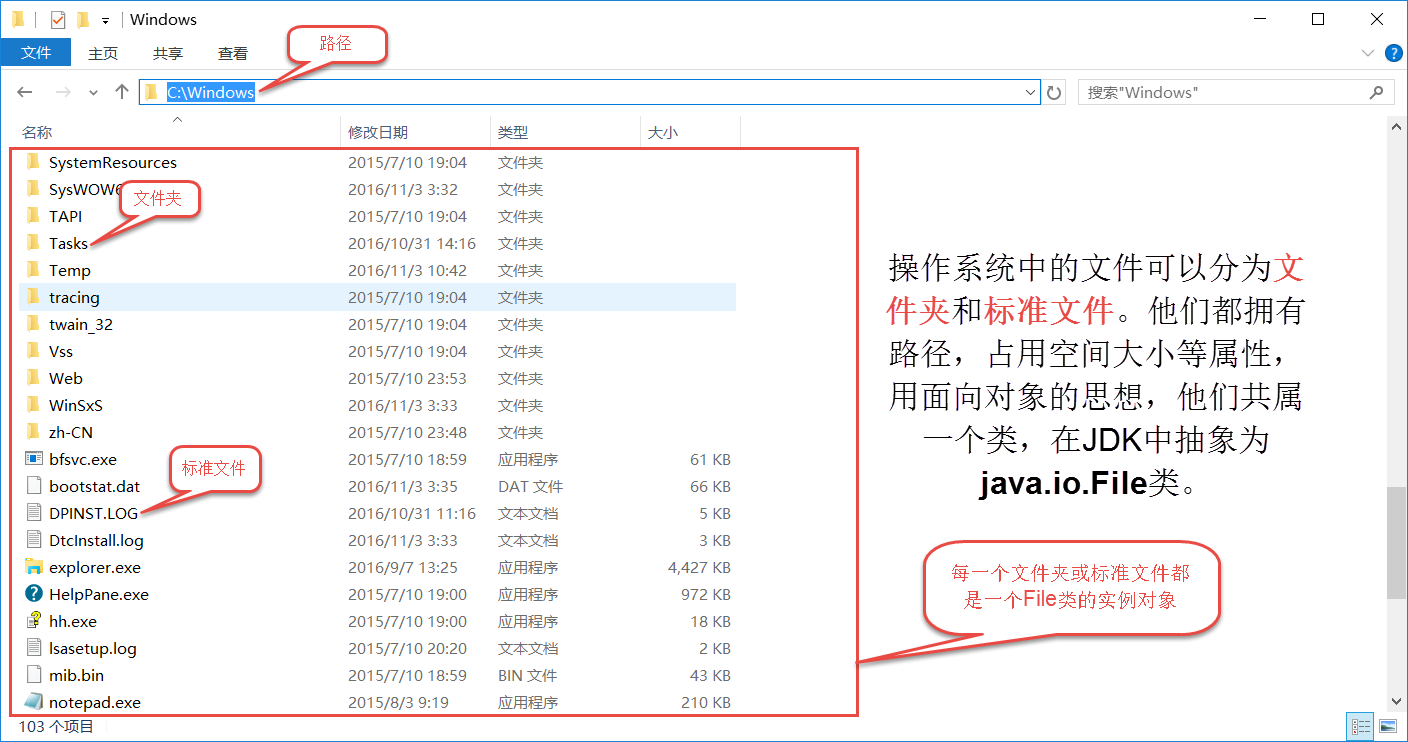 Windows
文件 主页 共享 查看
路径
C:\Windows
搜索"Windows"
名称 修改日期 类型 大小
SystemResources 2015/7/10 19:04 文件夹
SysWOW6 2016/11/3 3:32 文件夹
文件夹
TAPI 2015/7/10 19:04 文件夹
Tasks 2016/10/31 14:16 文件夹
Temp 2016/11/3 10:42 文件夹
tracing 2015/7/10 19:04 文件夹
twain_32 2015/7/10 19:04 文件夹
Vss 2015/7/10 19:04 文件夹
Web 2015/7/10 23:53 文件夹
WinSxS 2016/11/3 3:33 文件夹
zh-CN 2015/7/10 23:48 文件夹
bfsvc.exe 2015/7/10 18:59 应用程序 61 KB
标准文件
bootstat.dat 2016/11/3 3:35 DAT 文件 66 KB
DPINST.LOG 2016/10/31 11:16 文本文档 5 KB
DtcInstall.log 2016/11/3 3:33 文本文档 3 KB
explorer.exe 2016/9/7 13:25 应用程序 4,427 KB
HelpPane.exe 2015/7/10 19:00 应用程序 972 KB
hh.exe 2015/7/10 19:00 应用程序 18 KB
lsasetup.log 2015/7/10 20:20 文本文档 2 KB
mib.bin 2015/7/10 18:59 BIN 文件 43 KB
notepad.exe 2015/8/3 9:19 应用程序 210 KB
103 个项目
操作系统中的文件可以分为文
件夹和标准文件。他们都拥有
路径，占用空间大小等属性，
用面向对象的思想，他们共属
一个类，在JDK中抽象为
java.io.File类。
每一个文件夹或标准文件都
是一个File类的实例对象